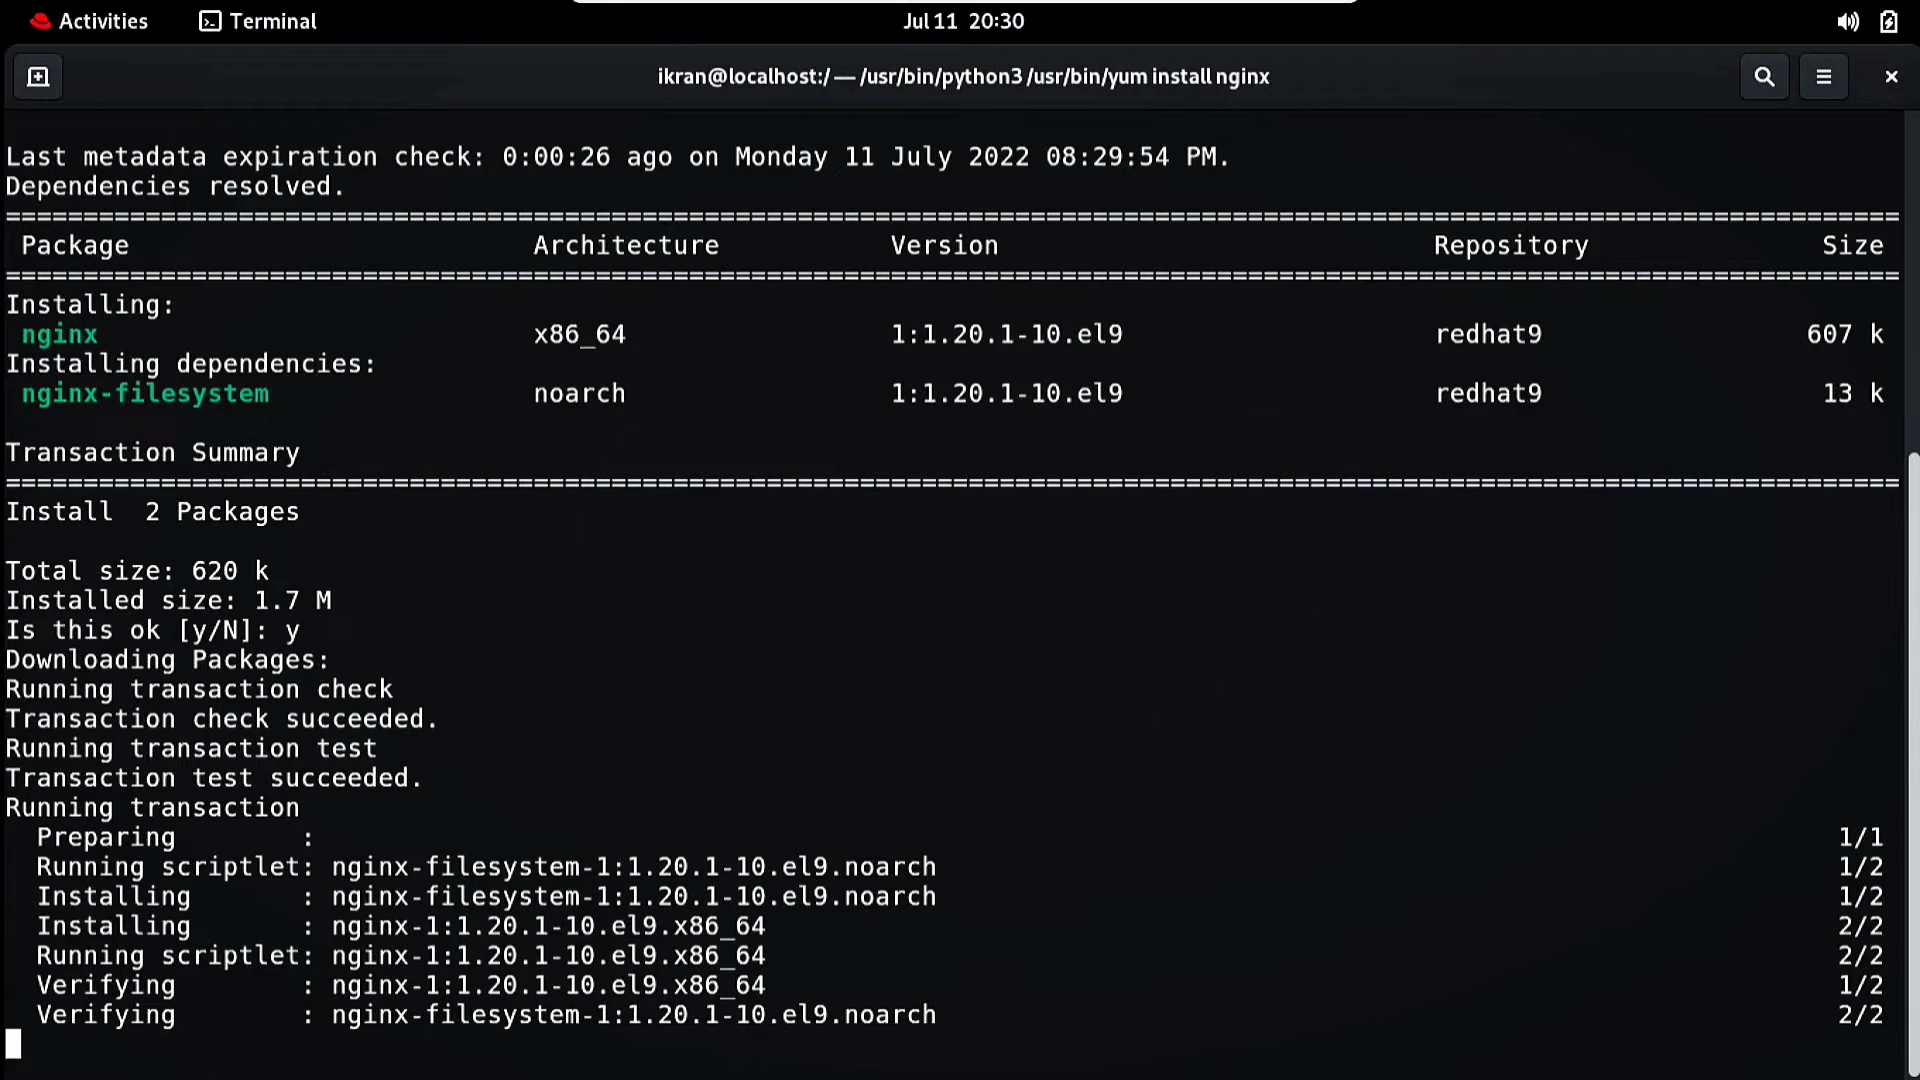 Activities Terminal Jul 11 20:30
ikran@localhost:/ — /usr/bin/python3 /usr/bin/yum install nginx
Last metadata expiration check: 0:00:26 ago on Monday 11 July 2022 08:29:54 PM.
Dependencies resolved.
================================================================================
Package Architecture Version Repository Size
================================================================================
Installing:
nginx x86_64 1:1.20.1-10.el9 redhat9 607 k
Installing dependencies:
nginx-filesystem noarch 1:1.20.1-10.el9 redhat9 13 k
Transaction Summary
================================================================================
Install 2 Packages
Total size: 620 k
Installed size: 1.7 M
Is this ok [y/N]: y
Downloading Packages:
Running transaction check
Transaction check succeeded.
Running transaction test
Transaction test succeeded.
Running transaction
Preparing : 1/1
Running scriptlet: nginx-filesystem-1:1.20.1-10.el9.noarch 1/2
Installing : nginx-filesystem-1:1.20.1-10.el9.noarch 1/2
Installing : nginx-1:1.20.1-10.el9.x86_64 2/2
Running scriptlet: nginx-1:1.20.1-10.el9.x86_64 2/2
Verifying : nginx-1:1.20.1-10.el9.x86_64 1/2
Verifying : nginx-filesystem-1:1.20.1-10.el9.noarch 2/2